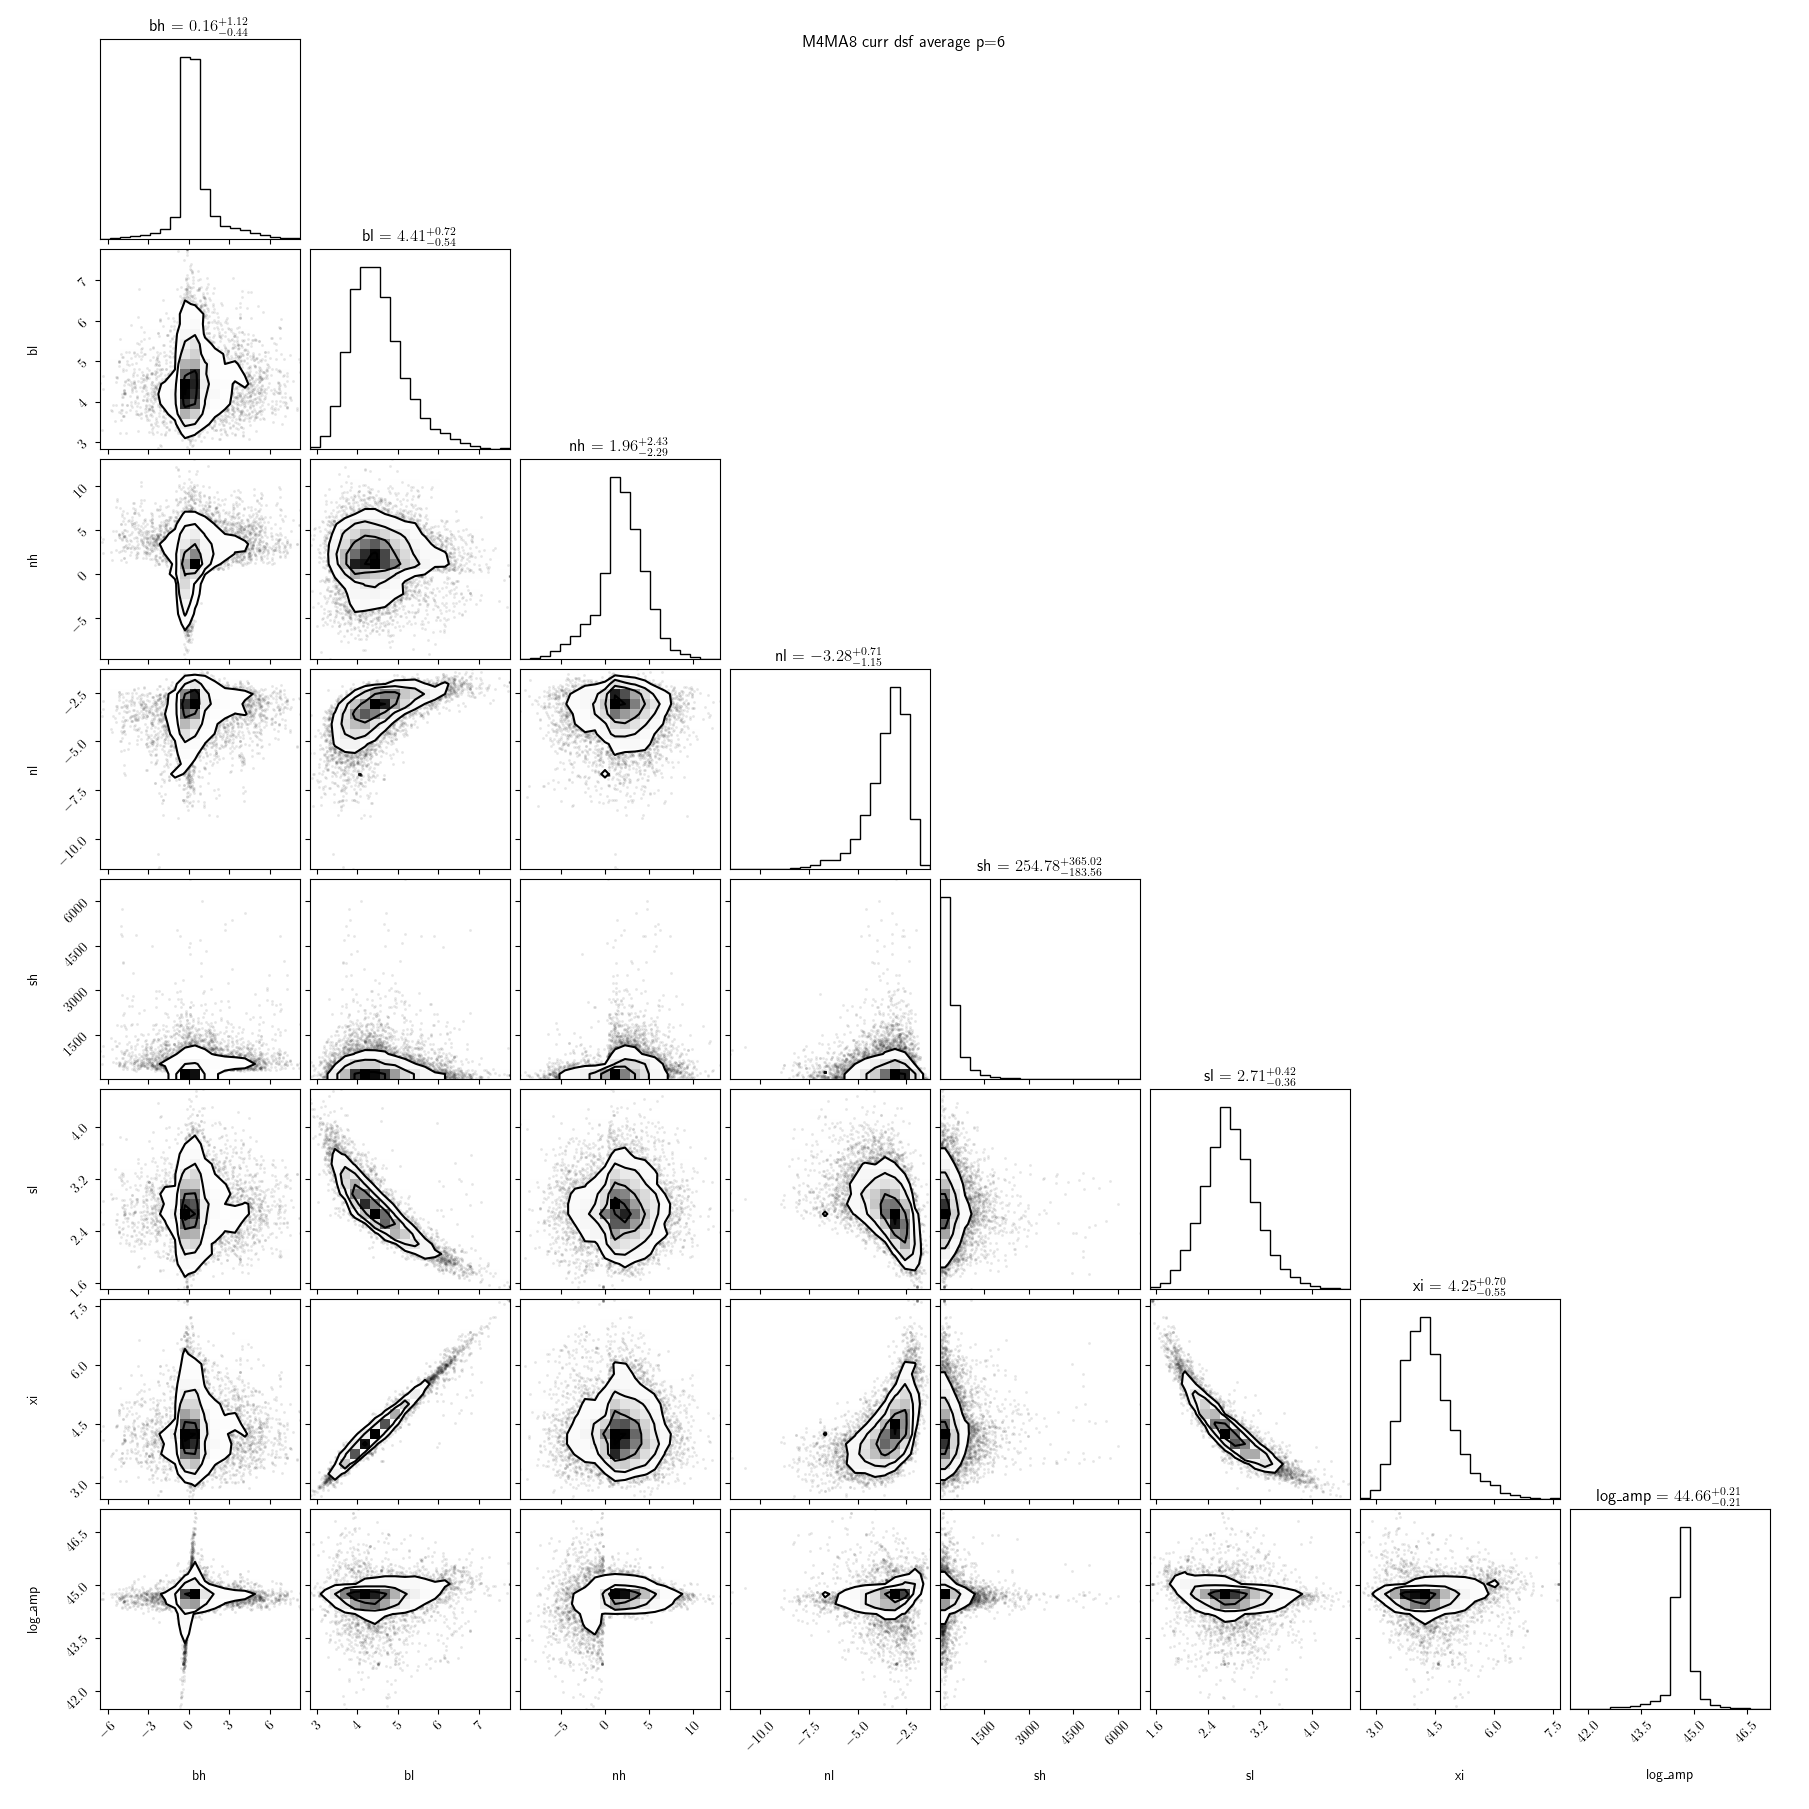 bh = 0.16^{+1.12}_{-0.44}
M4MA8 curr dsf average p=6
bl = 4.41^{+0.72}_{-0.54}
7
6
5
4
3
bl
nh = 1.96^{+2.43}_{-2.29}
10
5
0
−5
nh
nl = −3.28^{+0.71}_{-1.15}
−2.5
−5.0
−7.5
−10.0
nl
sh = 254.78^{+365.02}_{-183.56}
6000
4500
3000
1500
sh
sl = 2.71^{+0.42}_{-0.36}
4.0
3.2
2.4
1.6
sl
xi = 4.25^{+0.70}_{-0.55}
7.5
6.0
4.5
3.0
xi
log_amp = 44.66^{+0.21}_{-0.21}
46.5
45.0
43.5
42.0
log_amp
−6 −3 0 3 6 3 4 5 6 7 −5 0 5 10 −10.0 −7.5 −5.0 −2.5 1500 3000 4500 6000 1.6 2.4 3.2 4.0 3.0 4.5 6.0 7.5 42.0 43.5 45.0 46.5
bh bl nh nl sh sl xi log_amp